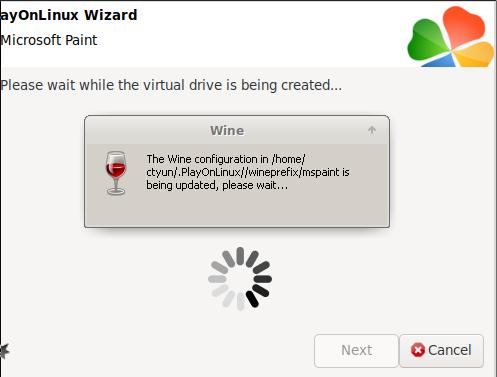 ayOnLinux Wizard
Microsoft Paint
Please wait while the virtual drive is being created...
Wine
The Wine configuration in /home/
ctyun/.PlayOnLinux//wineprefix/mspaint is
being updated, please wait...
Next
Cancel